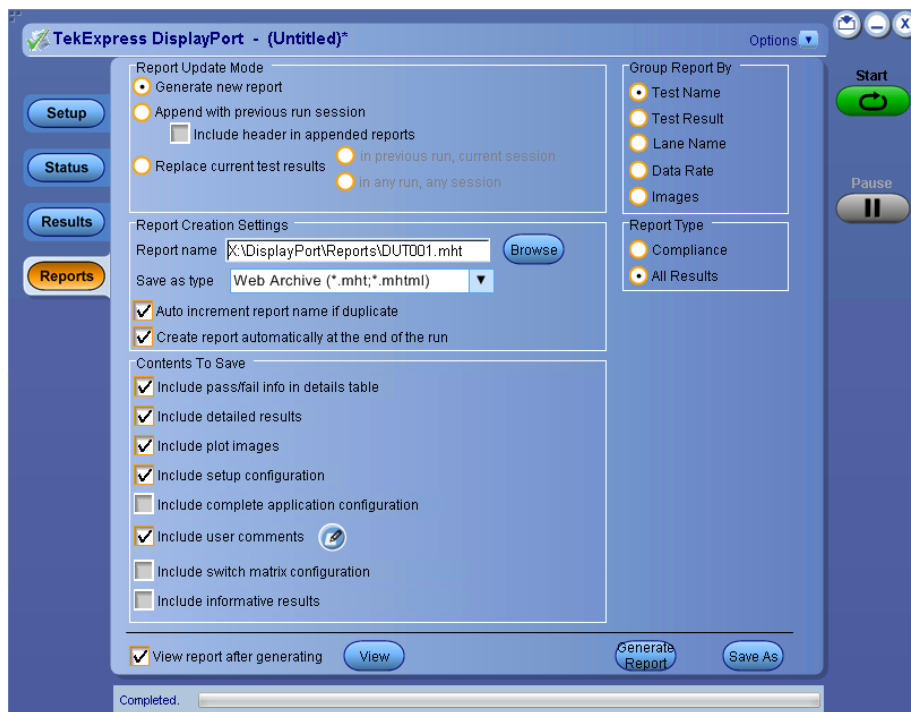 TekExpress DisplayPort - (Untitled)*
Options
Setup
Status
Results
Reports
Report Update Mode
Generate new report
Append with previous run session
Include header in appended reports
Replace current test results
in previous run, current session
in any run, any session
Report Creation Settings
Report name X:\DisplayPort\Reports\DUT001.mht Browse
Save as type Web Archive (*.mht;*.mhtml)
Auto increment report name if duplicate
Create report automatically at the end of the run
Contents To Save
Include pass/fail info in details table
Include detailed results
Include plot images
Include setup configuration
Include complete application configuration
Include user comments
Include switch matrix configuration
Include informative results
Group Report By
Test Name
Test Result
Lane Name
Data Rate
Images
Report Type
Compliance
All Results
Start
Pause
View report after generating View
Generate
Report
Save As
Completed.